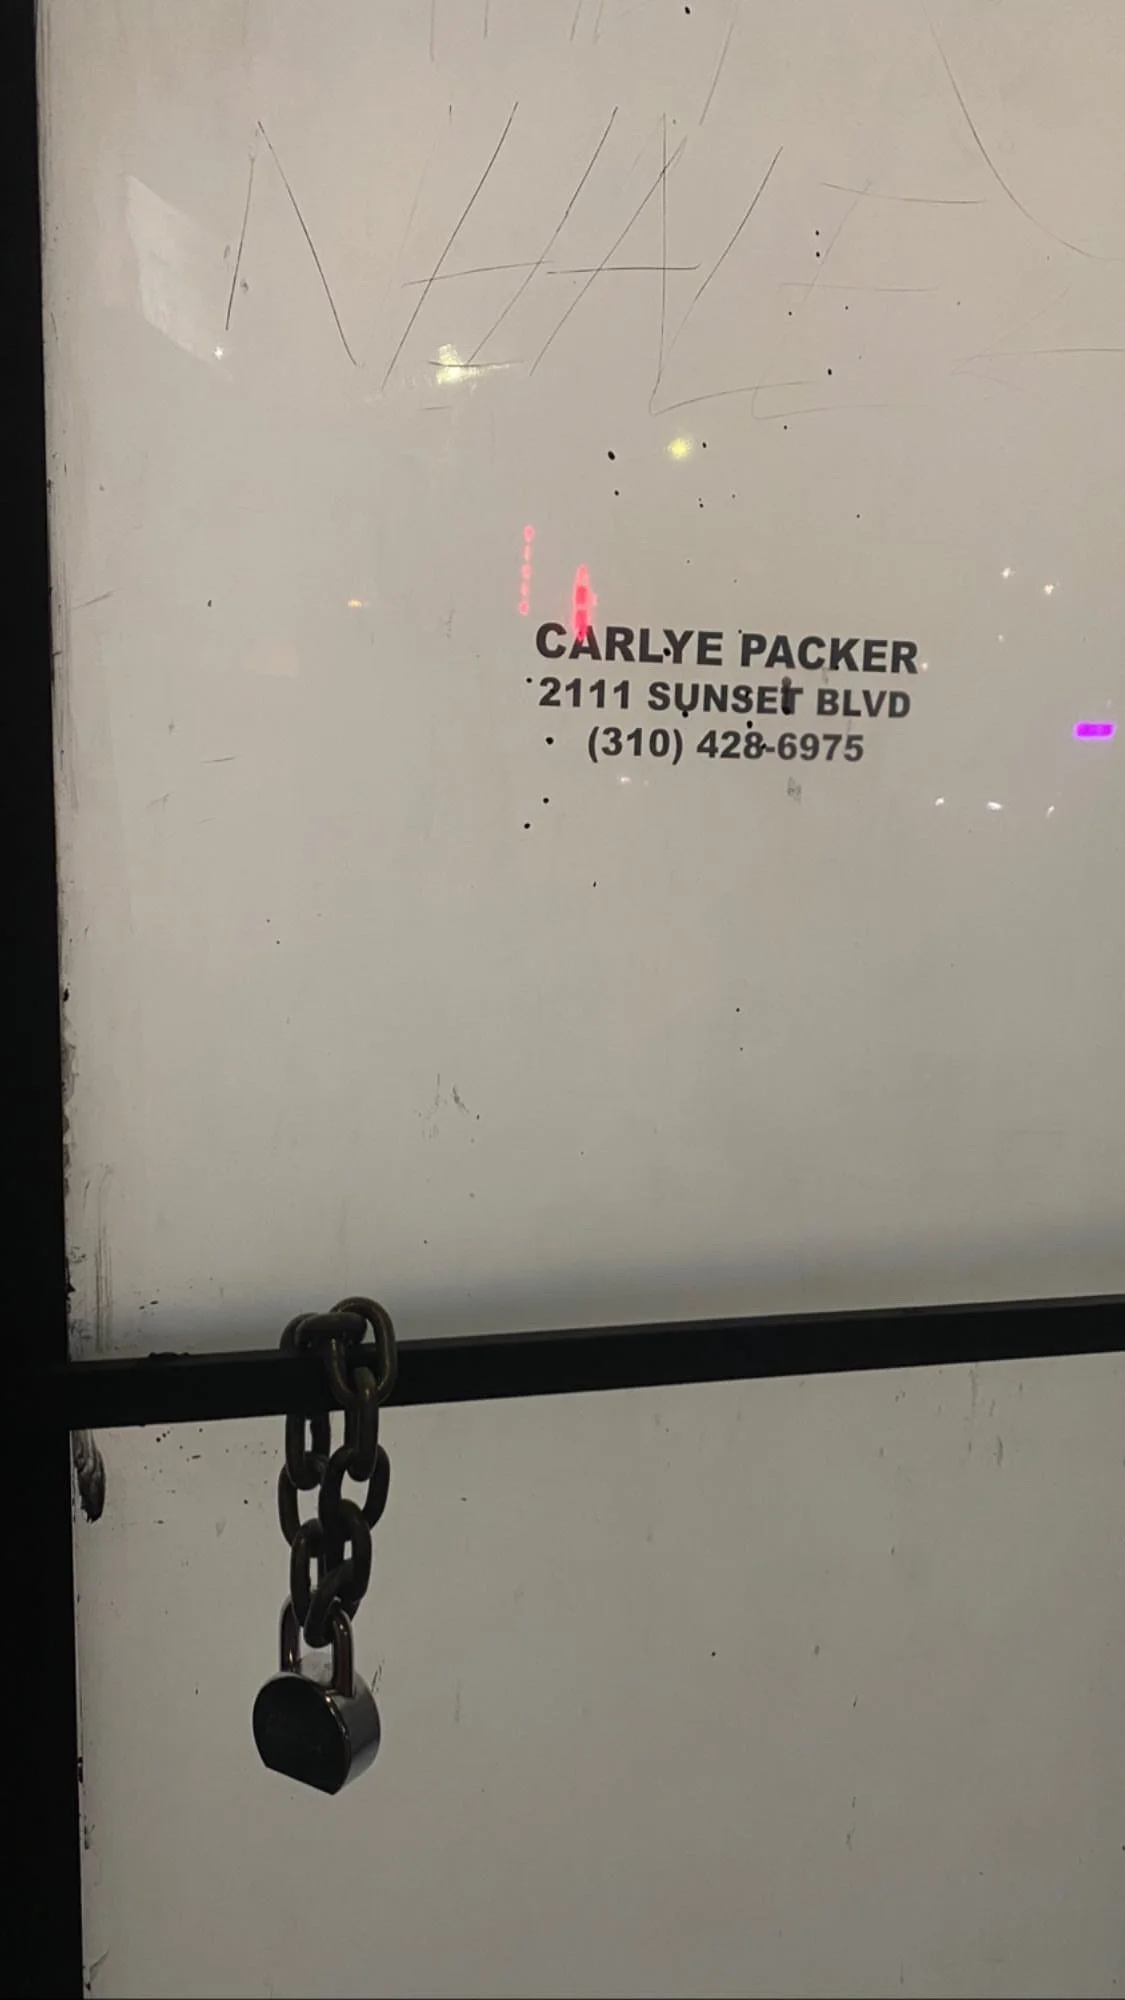 CARLYE PACKER
2111 SUNSET BLVD
(310) 428-6975